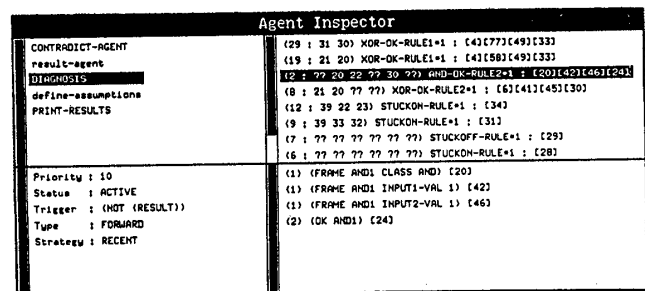 Agent Inspector
CONTRADICT-AGENT
result-agent
DIAGNOSIS
define-assumptions
PRINT-RESULTS
(29 : 31 30) XOR-OK-RULE1*1 : [4][77][49][33]
(19 : 21 20) XOR-OK-RULE1*1 : [4][58][49][33]
(2 : ?? 20 22 ?? 30 ??) AND-OK-RULE2*1 : [20][42][46][24]
(8 : 21 20 ?? ??) XOR-OK-RULE2*1 : [6][41][45][30]
(12 : 39 22 23) STUCKON-RULE*1 : [34]
(9 : 39 33 32) STUCKON-RULE*1 : [31]
(7 : ?? ?? ?? ?? ?? ??) STUCKOFF-RULE*1 : [29]
(6 : ?? ?? ?? ?? ?? ??) STUCKON-RULE*1 : [28]
Priority : 10
Status : ACTIVE
Trigger : (NOT (RESULT))
Type : FORWARD
Strategy : RECENT
(1) (FRAME AND1 CLASS AND) [20]
(1) (FRAME AND1 INPUT1-VAL 1) [42]
(1) (FRAME AND1 INPUT2-VAL 1) [46]
(2) (OK AND1) [24]